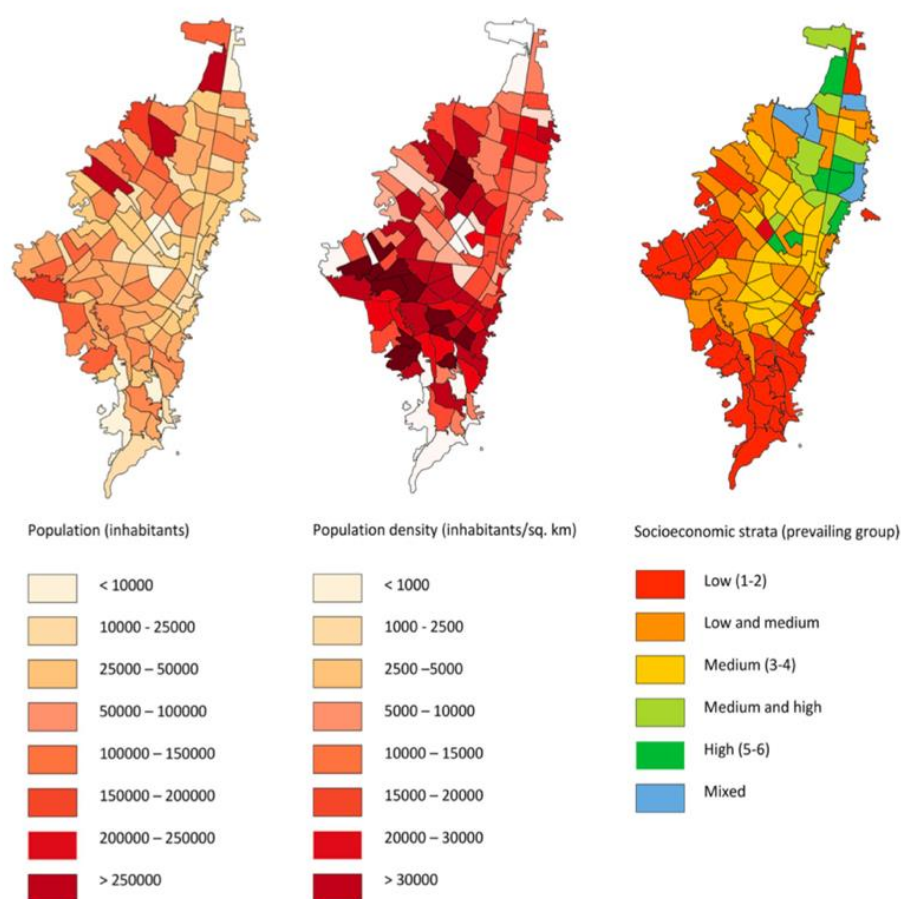 Population (inhabitants)
< 10000
10000 - 25000
25000 – 50000
50000 – 100000
100000 – 150000
150000 – 200000
200000 – 250000
> 250000
Population density (inhabitants/sq. km)
< 1000
1000 - 2500
2500 –5000
5000 – 10000
10000 – 15000
15000 – 20000
20000 – 30000
> 30000
Socioeconomic strata (prevailing group)
Low (1-2)
Low and medium
Medium (3-4)
Medium and high
High (5-6)
Mixed